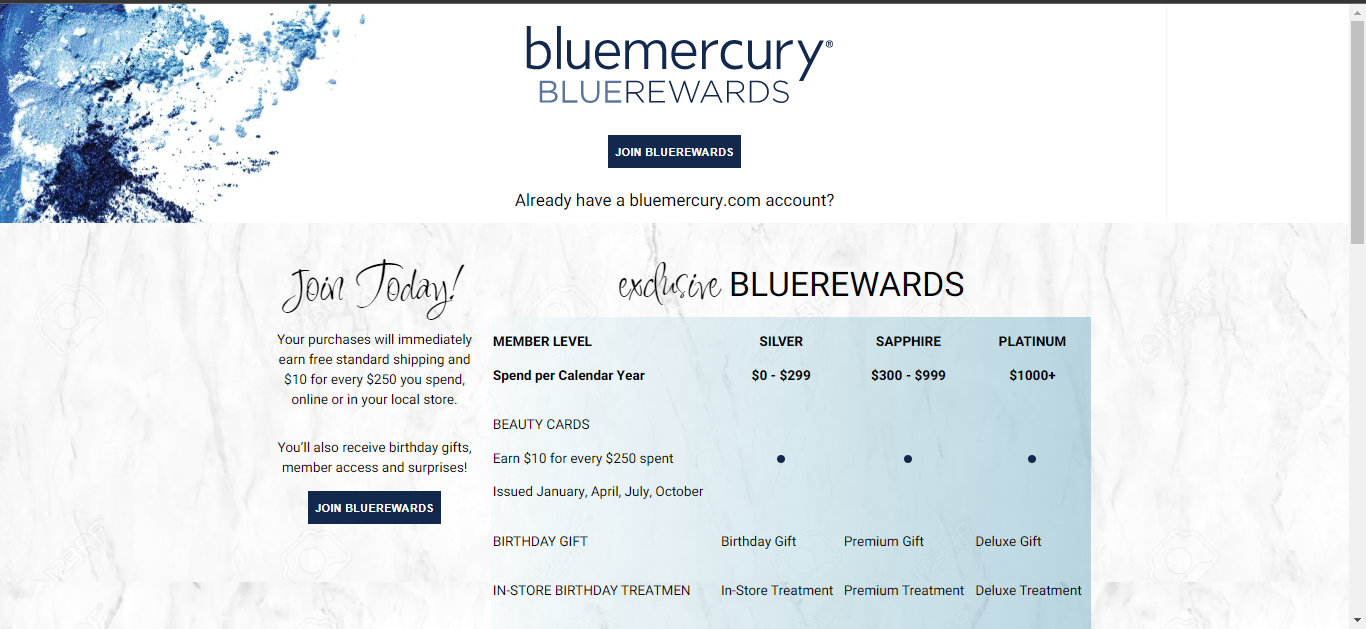 bluemercury®
BLUEREWARDS
JOIN BLUEREWARDS
Already have a bluemercury.com account?
Join Today!
Your purchases will immediately
earn free standard shipping and
$10 for every $250 you spend,
online or in your local store.
You’ll also receive birthday gifts,
member access and surprises!
JOIN BLUEREWARDS
exclusive BLUEREWARDS
MEMBER LEVEL SILVER SAPPHIRE PLATINUM
Spend per Calendar Year $0 - $299 $300 - $999 $1000+
BEAUTY CARDS
Earn $10 for every $250 spent • • •
Issued January, April, July, October
BIRTHDAY GIFT Birthday Gift Premium Gift Deluxe Gift
IN-STORE BIRTHDAY TREATMEN In-Store Treatment Premium Treatment Deluxe Treatment